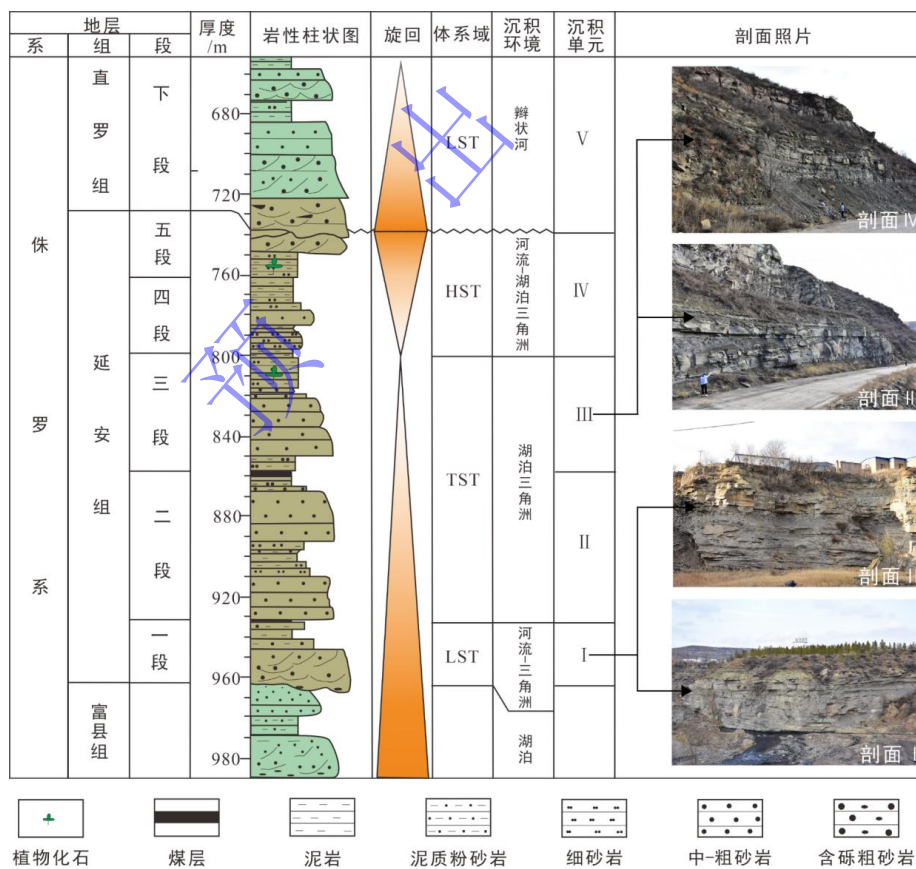 地层
系
组
段
厚度
/m
岩性柱状图
旋回
体系域
沉积
环境
沉积
单元
剖面照片
侏罗系
直罗组
延安组
富县组
下段
五段
四段
三段
二段
一段
680
720
760
800
840
880
920
960
980
LST
HST
TST
LST
辫状河
河流-湖泊三角洲
湖泊三角洲
河流-三角洲
湖泊
V
IV
III
II
I
剖面 IV
剖面 II
剖面 I
剖面 I
出
植物化石
煤层
泥岩
泥质粉砂岩
细砂岩
中-粗砂岩
含砾粗砂岩